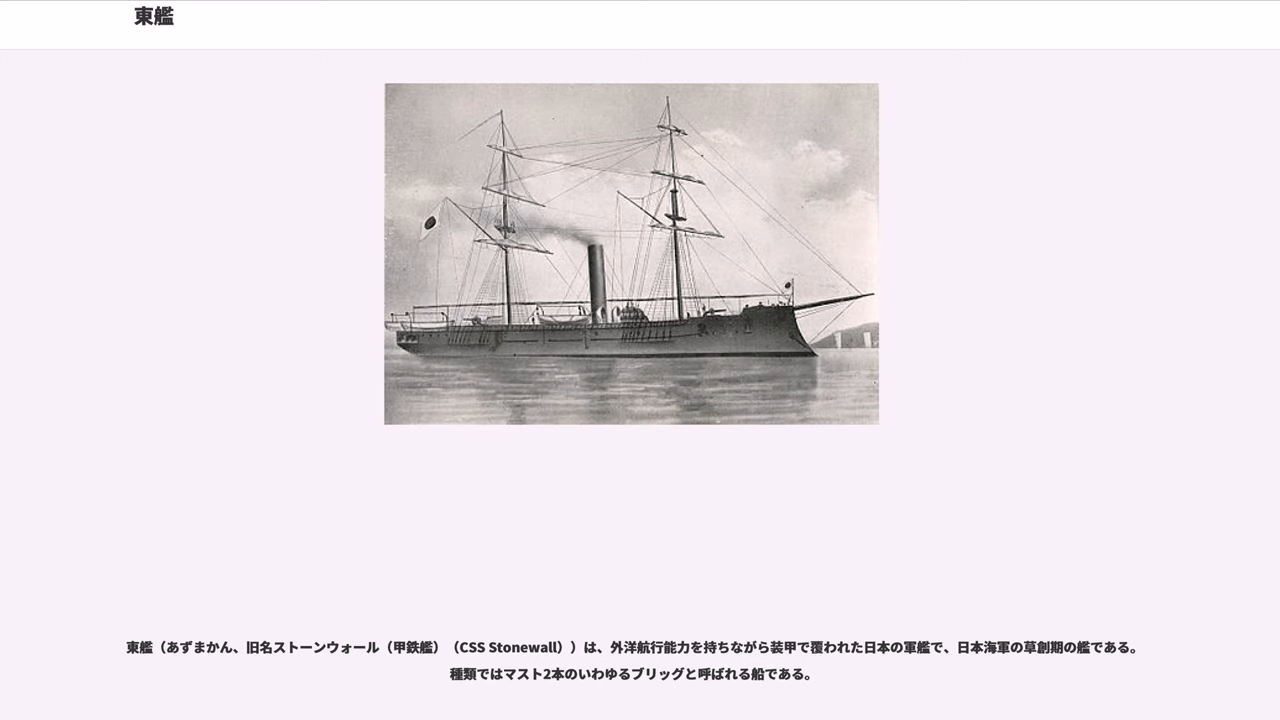 東艦
東艦（あずまかん、旧名ストーンウォール（甲鉄艦）（CSS Stonewall））は、外洋航行能力を持ちながら装甲で覆われた日本の軍艦で、日本海軍の草創期の艦である。
種類ではマスト2本のいわゆるブリッグと呼ばれる船である。